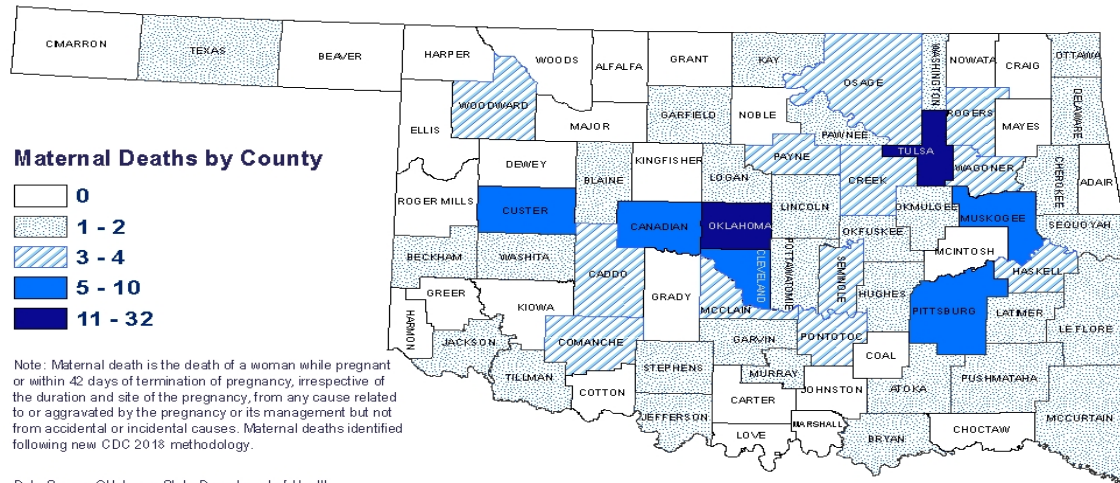 CIMARRON
TEXAS
BEAVER
HARPER
WOODS
ALFALFA
GRANT
KAY
OSAGE
WASHINGTON
NOWATA
CRAIG
OTTAWA
WOODWARD
ELLIS
MAJOR
GARFIELD
NOBLE
PAWNEE
ROGERS
MAYES
DELAWARE
TULSA
Maternal Deaths by County
0
1 - 2
3 - 4
5 - 10
11 - 32
DEWEY
BLAINE
KINGFISHER
LOGAN
PAYNE
CREEK
WAGONER
CHEROKEE
ADAIR
ROGER MILLS
CUSTER
CANADIAN
OKLAHOMA
LINCOLN
OKMULGEE
MUSKOGEE
SEQUOYAH
OKFUSKEE
MCINTOSH
BECKHAM
WASHITA
CADDO
CLEVELAND
POTTAWATOMIE
SEMINOLE
HUGHES
HASKELL
PITTSBURG
LATIMER
LE FLORE
GREER
KIOWA
GRADY
MCCLAIN
HARMON
JACKSON
COMANCHE
GARVIN
PONTOTOC
COAL
TILLMAN
COTTON
STEPHENS
MURRAY
JOHNSTON
ATOKA
PUSHMATAHA
MCCURTAIN
JEFFERSON
CARTER
LOVE
MARSHALL
BRYAN
CHOCTAW
Note: Maternal death is the death of a woman while pregnant
or within 42 days of termination of pregnancy, irrespective of
the duration and site of the pregnancy, from any cause related
to or aggravated by the pregnancy or its management but not
from accidental or incidental causes. Maternal deaths identified
following new CDC 2018 methodology.